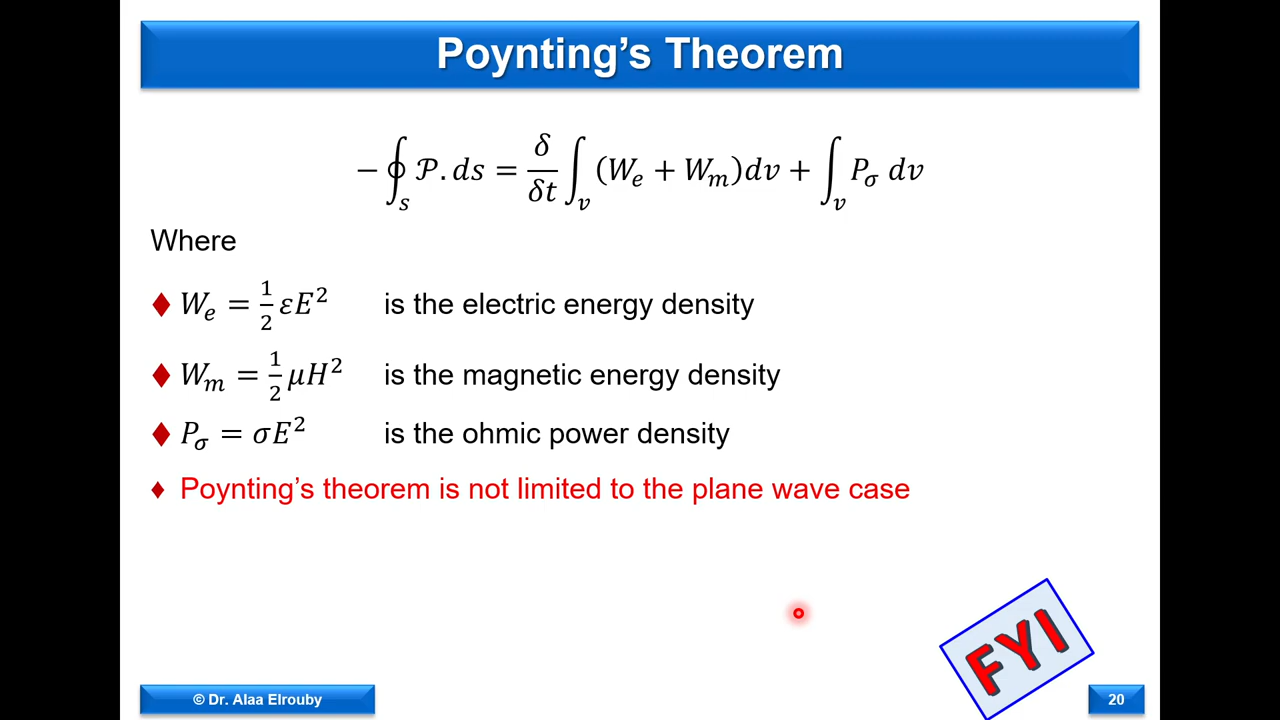 Poynting's Theorem
−∮ₛ 𝒫.ds = δ/δt ∫ᵥ (Wₑ + Wₘ)dv + ∫ᵥ P_σ dv
Where
♦ Wₑ = ½ εE² is the electric energy density
♦ Wₘ = ½ μH² is the magnetic energy density
♦ P_σ = σE² is the ohmic power density
♦ Poynting's theorem is not limited to the plane wave case
FYI
© Dr. Alaa Elrouby
20